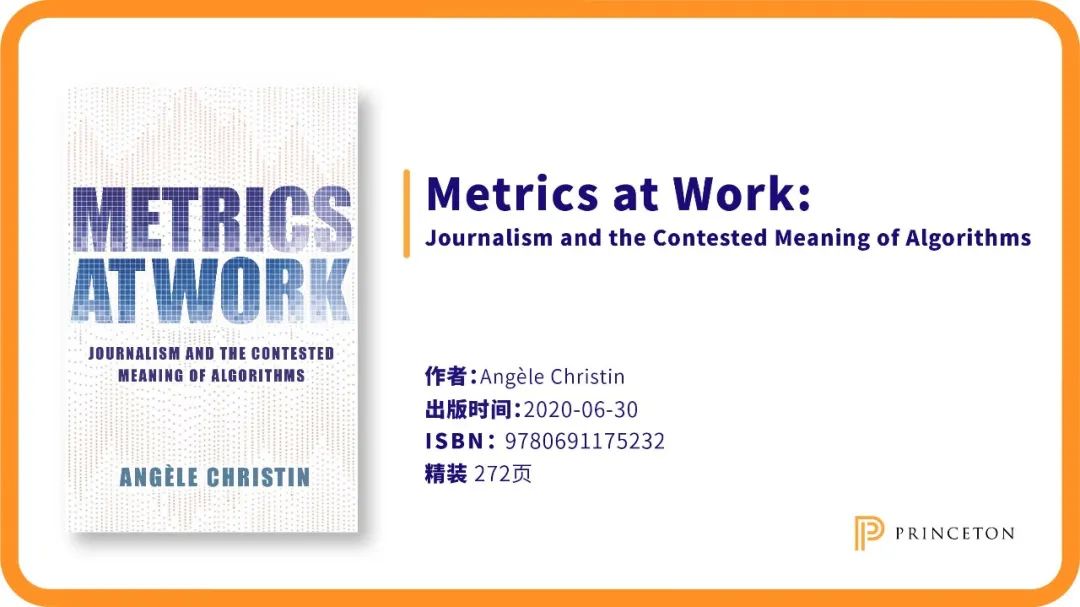 METRICS
AT WORK
JOURNALISM AND THE CONTESTED
MEANING OF ALGORITHMS
ANGÈLE CHRISTIN
Metrics at Work:
Journalism and the Contested Meaning of Algorithms
作者：Angèle Christin
出版时间：2020-06-30
ISBN： 9780691175232
精装 272页
PRINCETON